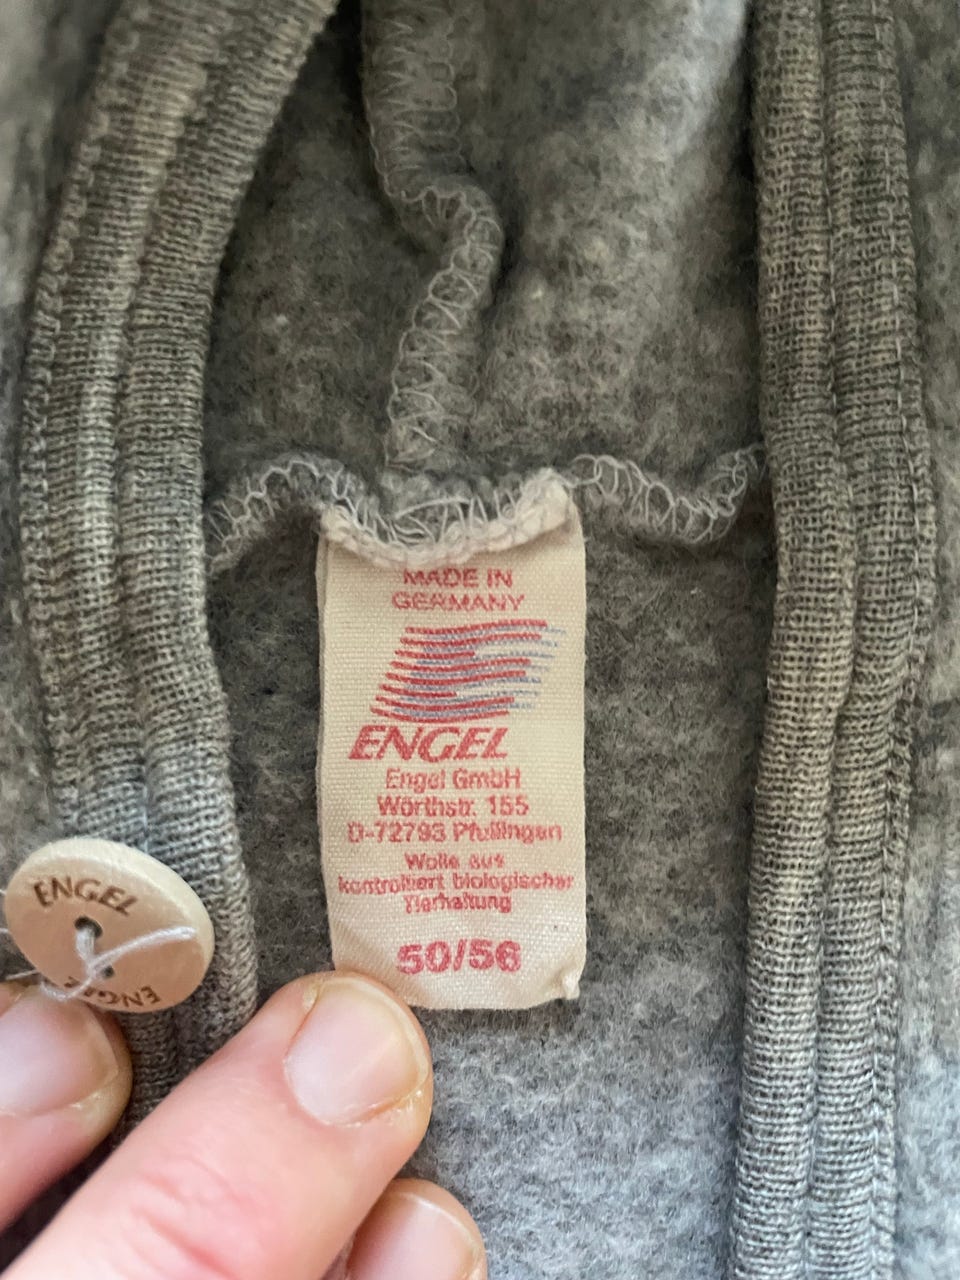 MADE IN
GERMANY
ENGEL
Engel GmbH
Wörthstr. 155
D-72793 Pfullingen
Wolle aus
kontrolliert biologischer
Tierhaltung
50/56
ENGEL
ENGEL